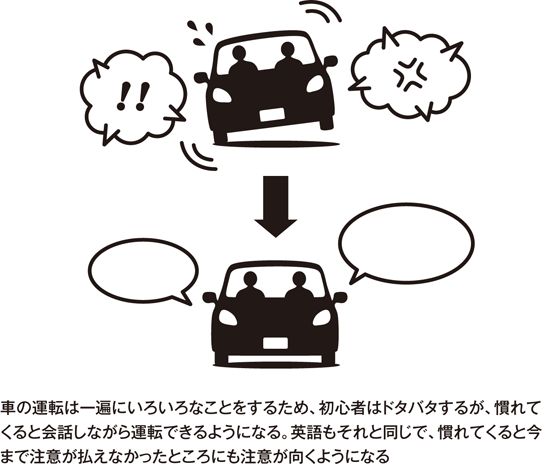 !!
車の運転は一遍にいろいろなことをするため、初心者はドタバタするが、慣れて
くると会話しながら運転できるようになる。英語もそれと同じで、慣れてくると今
まで注意が払えなかったところにも注意が向くようになる